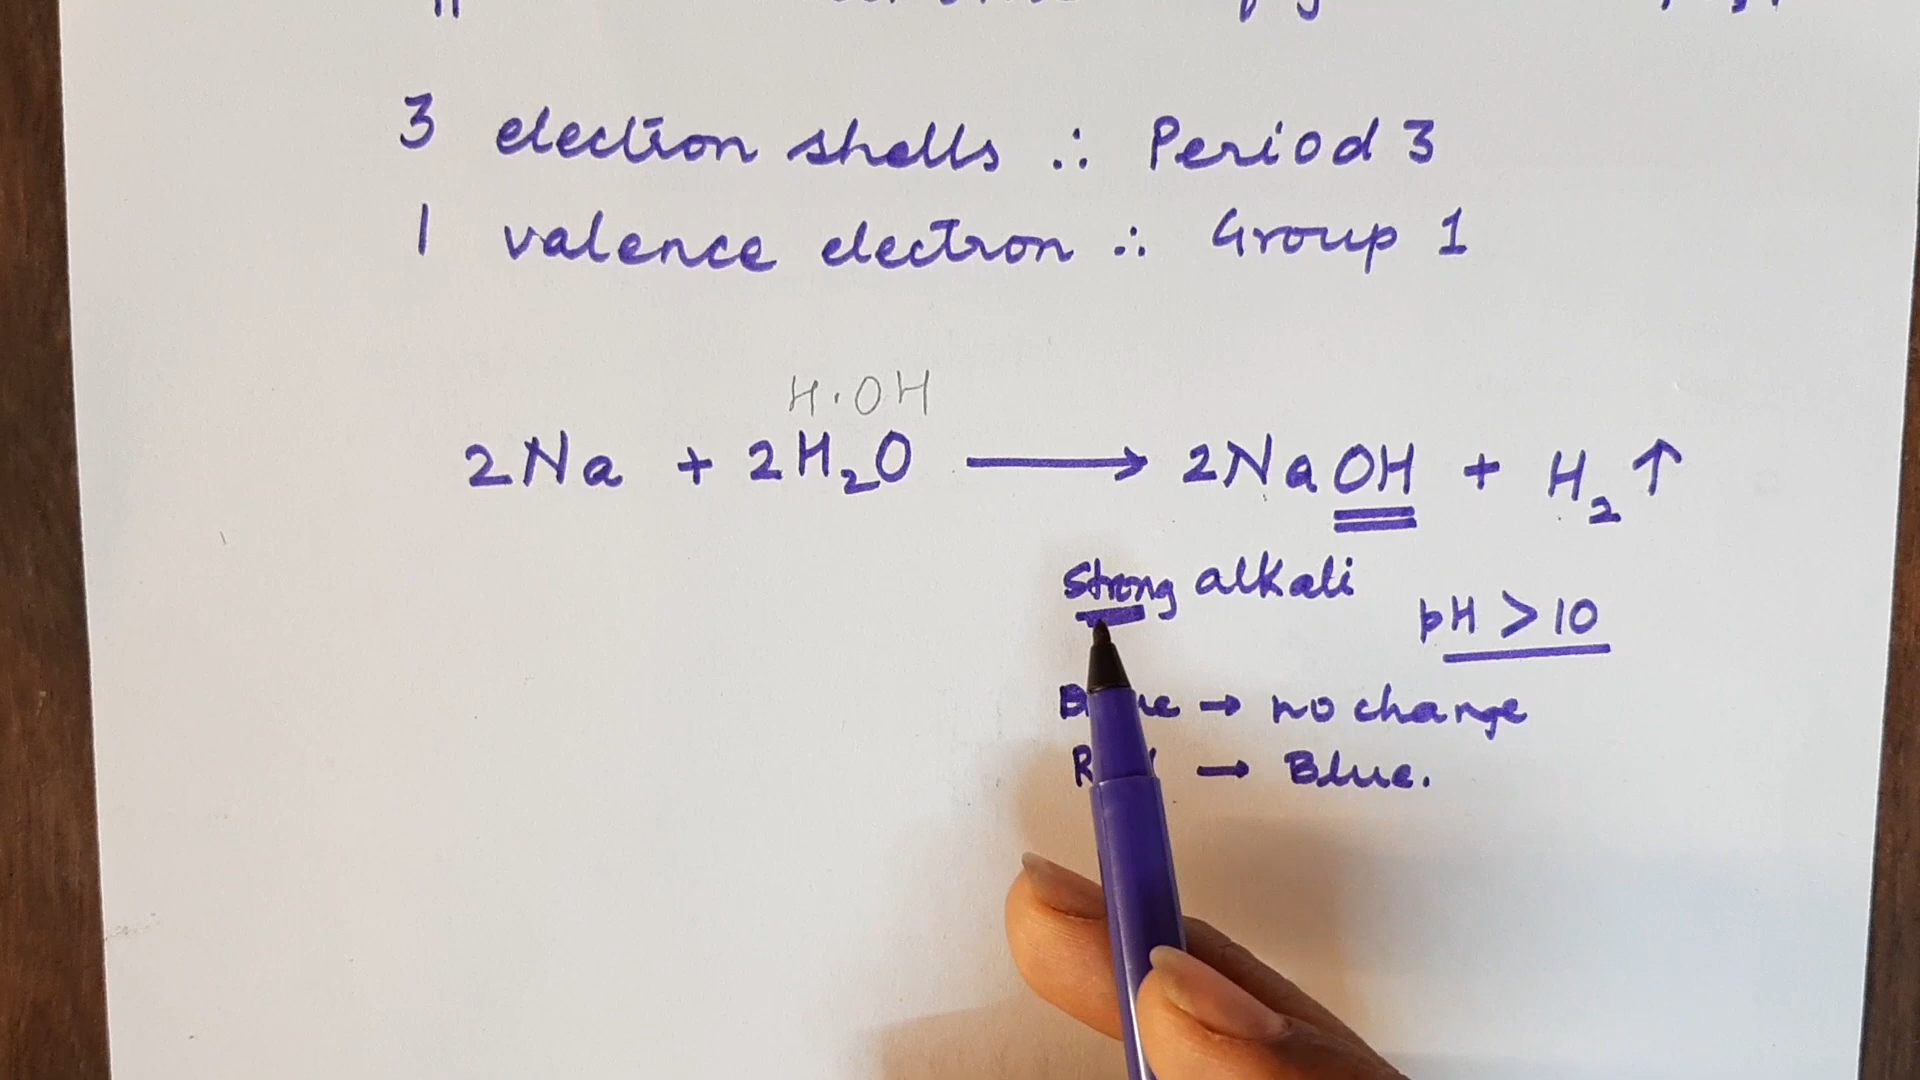 3 electron shells ∴ Period 3
1 valence electron ∴ Group 1
H·OH
2Na + 2H₂O ⟶ 2NaOH + H₂↑
Strong alkali
pH > 10
→ no change
→ Blue.